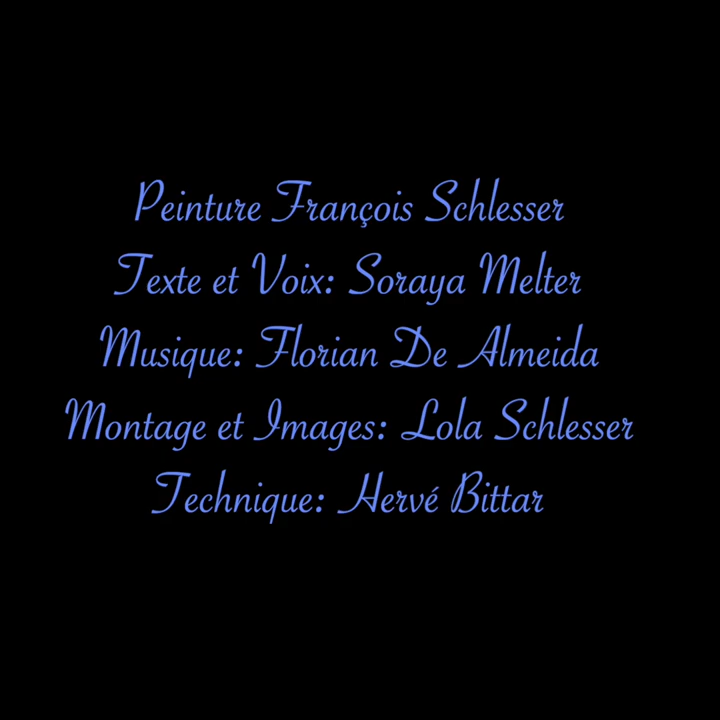 Peinture François Schlesser
Texte et Voix: Soraya Melter
Musique: Florian De Almeida
Montage et Images: Lola Schlesser
Technique: Hervé Bittar